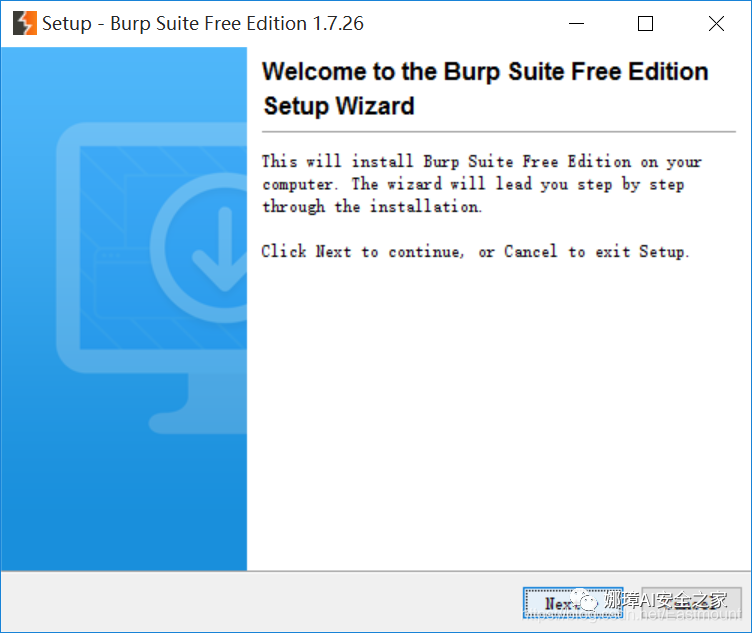 Setup - Burp Suite Free Edition 1.7.26
Welcome to the Burp Suite Free Edition
Setup Wizard
This will install Burp Suite Free Edition on your
computer. The wizard will lead you step by step
through the installation.
Click Next to continue, or Cancel to exit Setup.
娜璋AI安全之家